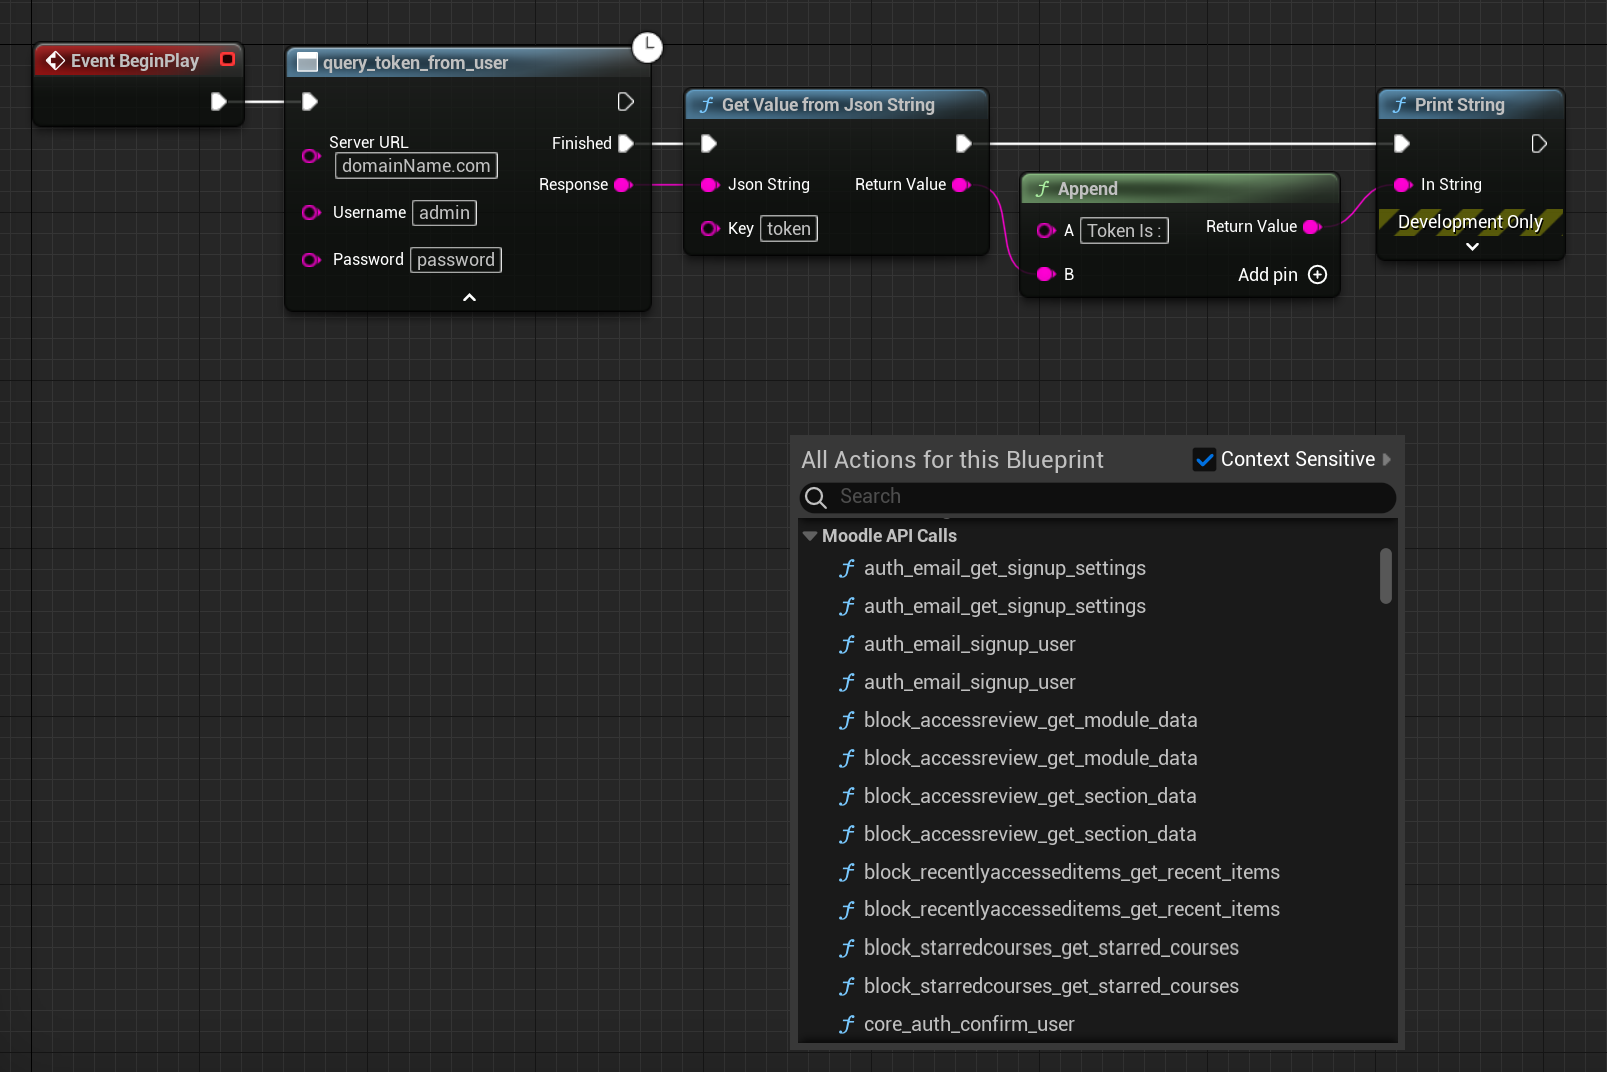 Event BeginPlay
query_token_from_user
Server URL
domainName.com
Username admin
Password password
Finished
Response
Get Value from Json String
Json String
Return Value
Key token
Append
A Token Is :
Return Value
B
Add pin
Print String
In String
Development Only
All Actions for this Blueprint
Context Sensitive
Search
Moodle API Calls
auth_email_get_signup_settings
auth_email_get_signup_settings
auth_email_signup_user
auth_email_signup_user
block_accessreview_get_module_data
block_accessreview_get_module_data
block_accessreview_get_section_data
block_accessreview_get_section_data
block_recentlyaccesseditems_get_recent_items
block_recentlyaccesseditems_get_recent_items
block_starredcourses_get_starred_courses
block_starredcourses_get_starred_courses
core_auth_confirm_user